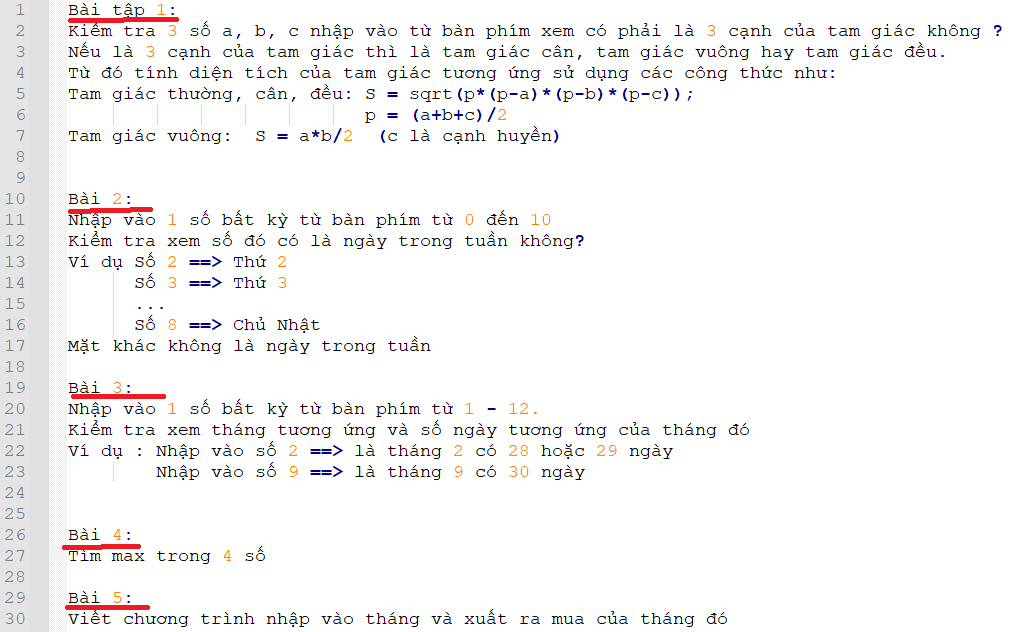 1 Bài tập 1:
2 Kiểm tra 3 số a, b, c nhập vào từ bàn phím xem có phải là 3 cạnh của tam giác không ?
3 Nếu là 3 cạnh của tam giác thì là tam giác cân, tam giác vuông hay tam giác đều.
4 Từ đó tính diện tích của tam giác tương ứng sử dụng các công thức như:
5 Tam giác thường, cân, đều: S = sqrt(p*(p-a)*(p-b)*(p-c));
6 p = (a+b+c)/2
7 Tam giác vuông: S = a*b/2 (c là cạnh huyền)
8
9
10 Bài 2:
11 Nhập vào 1 số bất kỳ từ bàn phím từ 0 đến 10
12 Kiểm tra xem số đó có là ngày trong tuần không?
13 Ví dụ Số 2 ==> Thứ 2
14 Số 3 ==> Thứ 3
15 ...
16 Số 8 ==> Chủ Nhật
17 Mặt khác không là ngày trong tuần
18
19 Bài 3:
20 Nhập vào 1 số bất kỳ từ bàn phím từ 1 - 12.
21 Kiểm tra xem tháng tương ứng và số ngày tương ứng của tháng đó
22 Ví dụ : Nhập vào số 2 ==> là tháng 2 có 28 hoặc 29 ngày
23 Nhập vào số 9 ==> là tháng 9 có 30 ngày
24
25
26 Bài 4:
27 Tìm max trong 4 số
28
29 Bài 5:
30 Viết chương trình nhập vào tháng và xuất ra mua của tháng đó